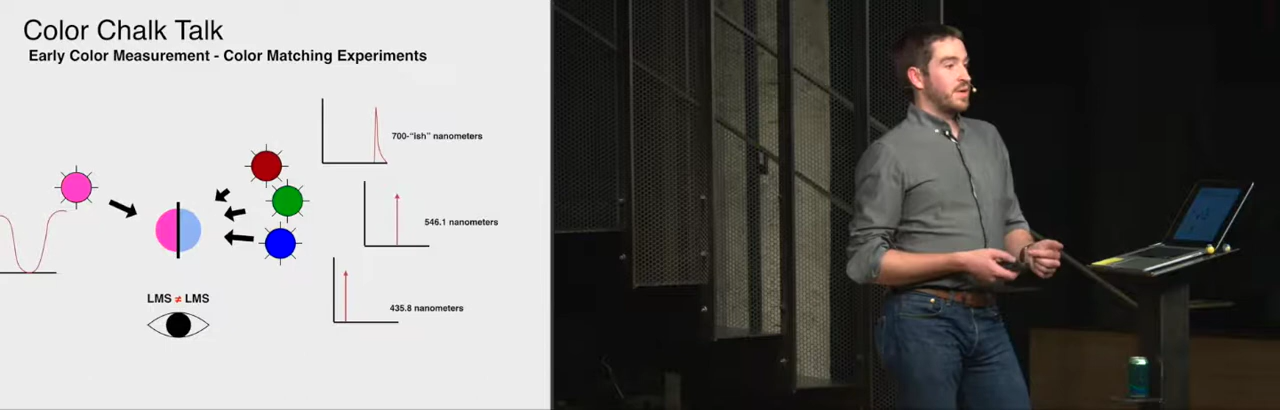 Color Chalk Talk
Early Color Measurement - Color Matching Experiments
700-“ish” nanometers
546.1 nanometers
435.8 nanometers
LMS ≠ LMS